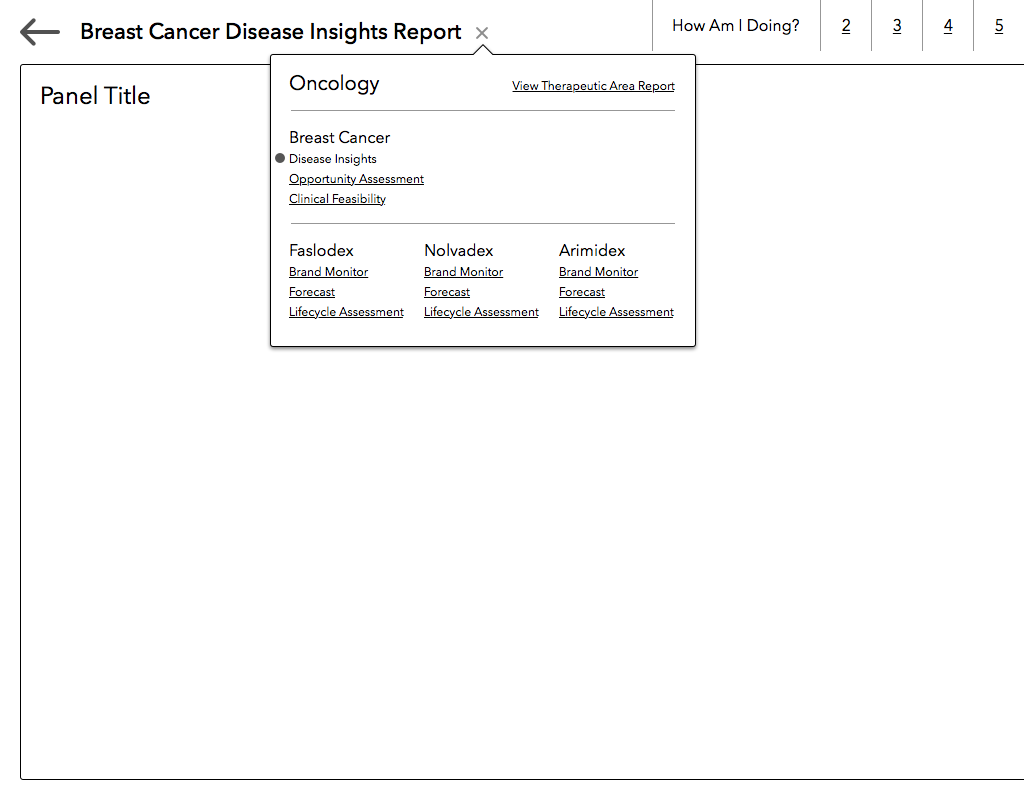 Breast Cancer Disease Insights Report ×
How Am I Doing? 2 3 4 5
Panel Title
Oncology View Therapeutic Area Report
Breast Cancer
Disease Insights
Opportunity Assessment
Clinical Feasibility
Faslodex Nolvadex Arimidex
Brand Monitor Brand Monitor Brand Monitor
Forecast Forecast Forecast
Lifecycle Assessment Lifecycle Assessment Lifecycle Assessment